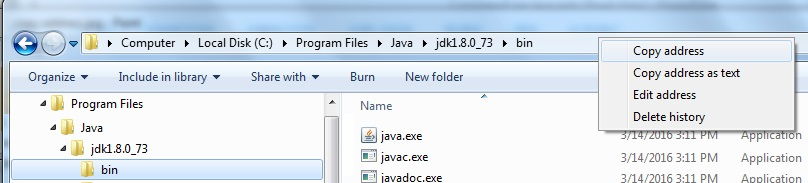 Computer Local Disk (C:) Program Files Java jdk1.8.0_73 bin
Copy address
Copy address as text
Edit address
Delete history
Organize Include in library Share with Burn New folder
Program Files
Java
jdk1.8.0_73
bin
Name
java.exe 3/14/2016 3:11 PM Application
javac.exe 3/14/2016 3:11 PM Application
javadoc.exe 3/14/2016 3:11 PM Application